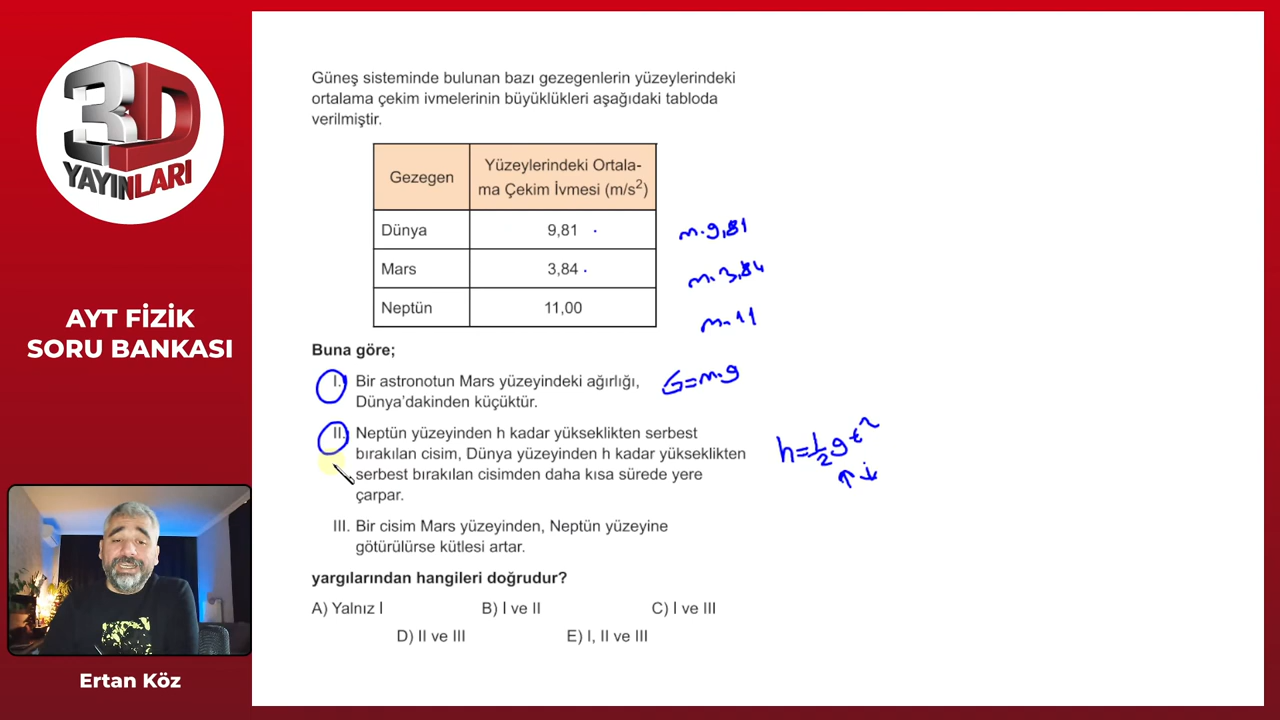 3D
YAYINLARI
AYT FİZİK
SORU BANKASI
Ertan Köz
Güneş sisteminde bulunan bazı gezegenlerin yüzeylerindeki
ortalama çekim ivmelerinin büyüklükleri aşağıdaki tabloda
verilmiştir.
Gezegen
Yüzeylerindeki Ortala-
ma Çekim İvmesi (m/s²)
Dünya 9,81 m.9,81
Mars 3,84 m.3,84
Neptün 11,00 m.11
Buna göre;
I. Bir astronotun Mars yüzeyindeki ağırlığı, G=m.g
Dünya'dakinden küçüktür.
II. Neptün yüzeyinden h kadar yükseklikten serbest
bırakılan cisim, Dünya yüzeyinden h kadar yükseklikten h=½gt²
serbest bırakılan cisimden daha kısa sürede yere ↑ ↓
çarpar.
III. Bir cisim Mars yüzeyinden, Neptün yüzeyine
götürülürse kütlesi artar.
yargılarından hangileri doğrudur?
A) Yalnız I B) I ve II C) I ve III
D) II ve III E) I, II ve III